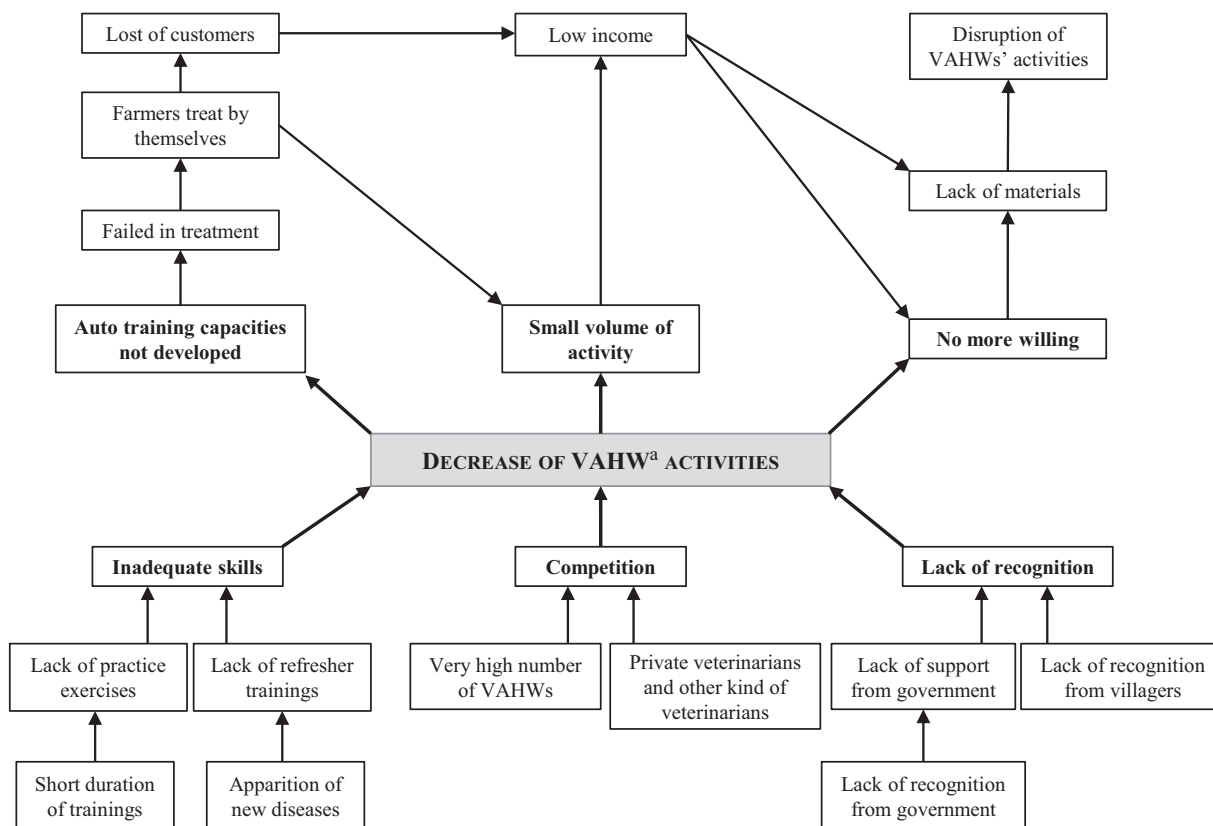 Lost of customers
Low income
Disruption of
VAHWs’ activities
Farmers treat by
themselves
Lack of materials
Failed in treatment
Auto training capacities
not developed
Small volume of
activity
No more willing
DECREASE OF VAHWa ACTIVITIES
Inadequate skills
Competition
Lack of recognition
Lack of practice
exercises
Lack of refresher
trainings
Very high number
of VAHWs
Private veterinarians
and other kind of
veterinarians
Lack of support
from government
Lack of recognition
from villagers
Short duration
of trainings
Apparition of
new diseases
Lack of recognition
from government